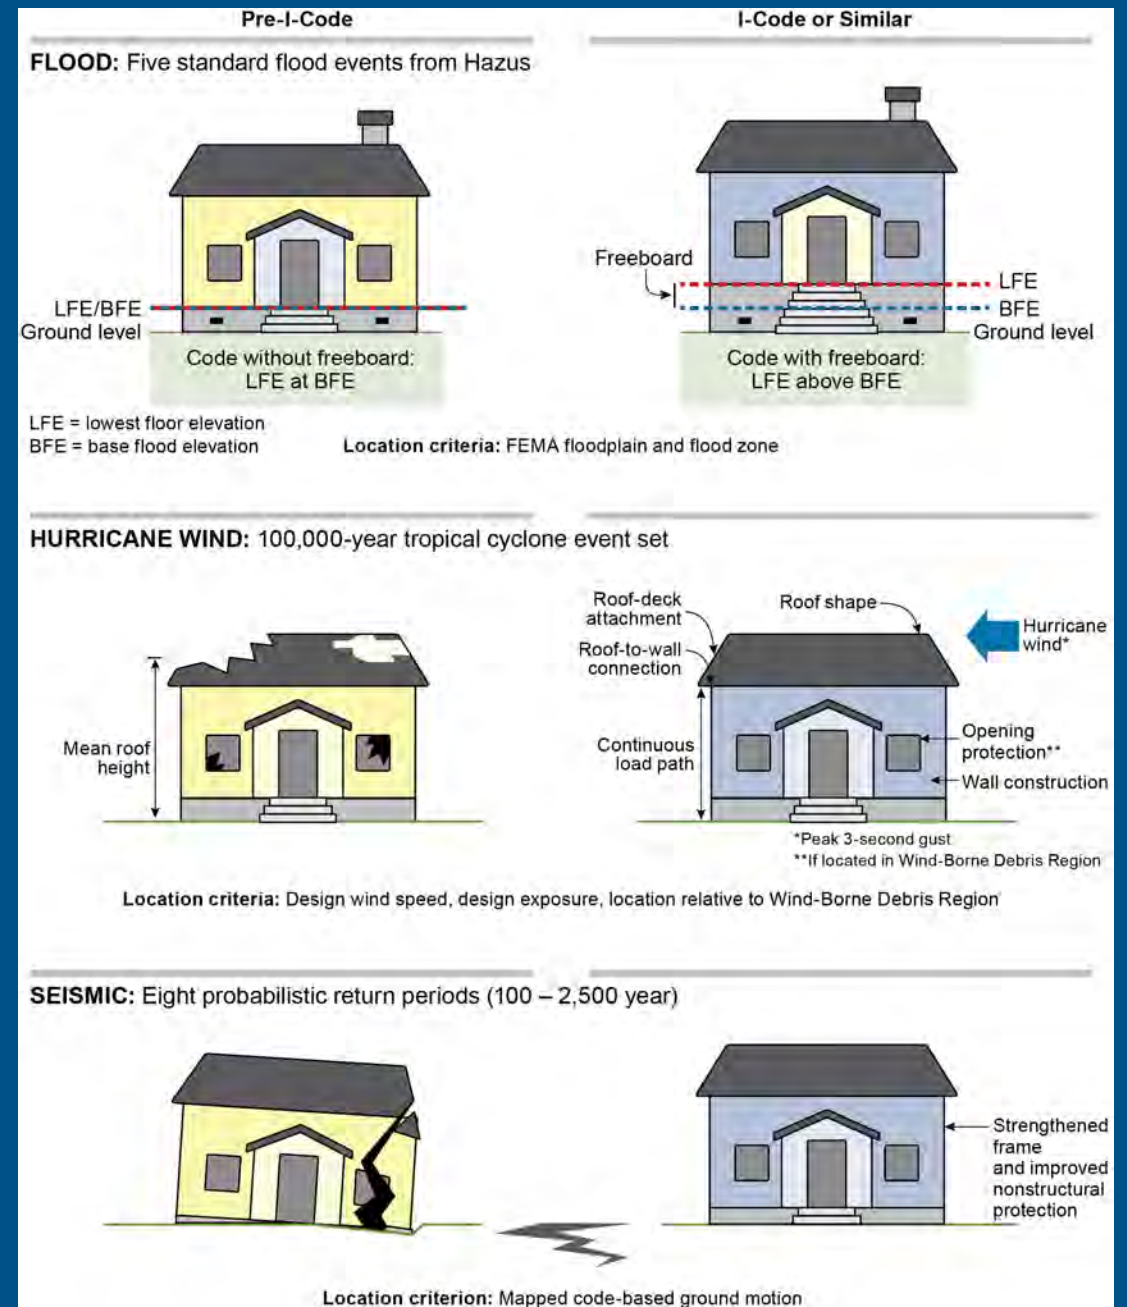 Pre-I-Code
I-Code or Similar
FLOOD: Five standard flood events from Hazus
LFE/BFE
Ground level
Code without freeboard:
LFE at BFE
Freeboard
LFE
BFE
Ground level
Code with freeboard:
LFE above BFE
LFE = lowest floor elevation
BFE = base flood elevation
Location criteria: FEMA floodplain and flood zone
HURRICANE WIND: 100,000-year tropical cyclone event set
Mean roof
height
Roof-deck
attachment
Roof-to-wall
connection
Roof shape
Hurricane
wind*
Continuous
load path
Opening
protection**
Wall construction
*Peak 3-second gust
**If located in Wind-Borne Debris Region
Location criteria: Design wind speed, design exposure, location relative to Wind-Borne Debris Region
SEISMIC: Eight probabilistic return periods (100 – 2,500 year)
Strengthened
frame
and improved
nonstructural
protection
Location criterion: Mapped code-based ground motion